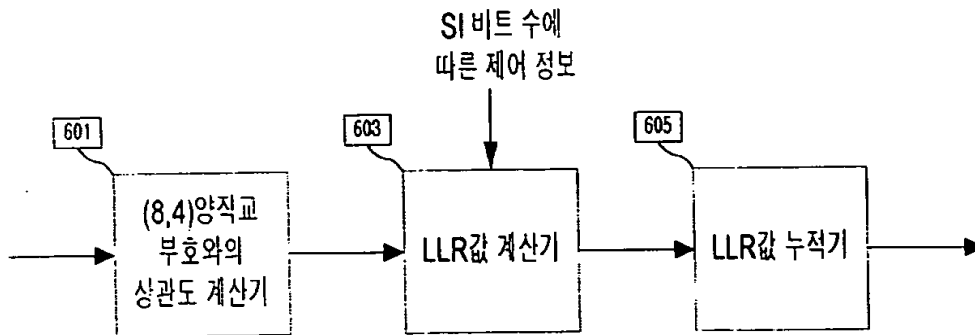 SI 비트 수에
따른 제어 정보
601
603
605
(8,4)양직교
부호와의
상관도 계산기
LLR값 계산기
LLR값 누적기